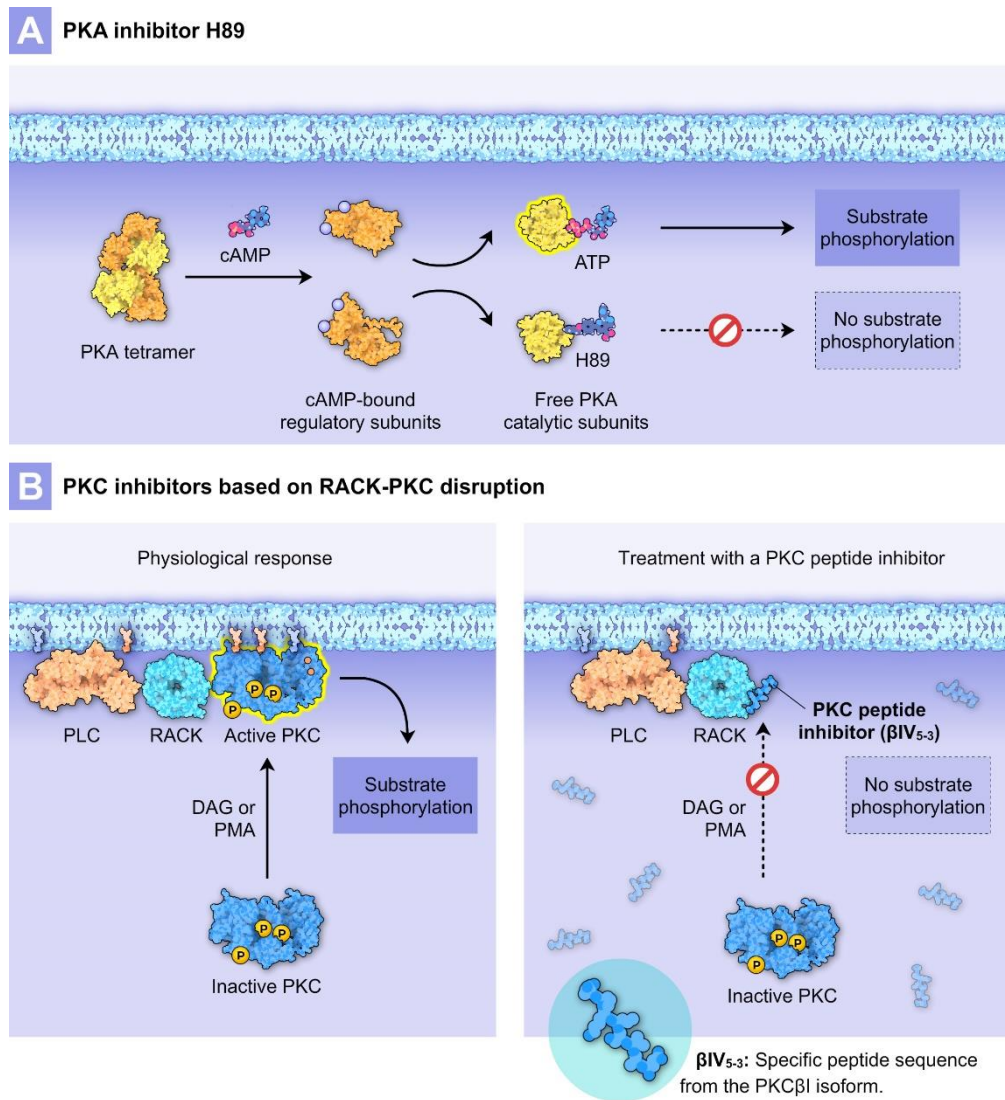 A PKA inhibitor H89
PKA tetramer
cAMP
cAMP-bound
regulatory subunits
ATP
H89
Free PKA
catalytic subunits
Substrate
phosphorylation
No substrate
phosphorylation
B PKC inhibitors based on RACK-PKC disruption
Physiological response
PLC
RACK
Active PKC
P
P
P
Substrate
phosphorylation
DAG or
PMA
P
P
P
Inactive PKC
Treatment with a PKC peptide inhibitor
PLC
RACK
PKC peptide
inhibitor (βIV5-3)
No substrate
phosphorylation
DAG or
PMA
P
P
P
Inactive PKC
βIV5-3: Specific peptide sequence
from the PKCβI isoform.